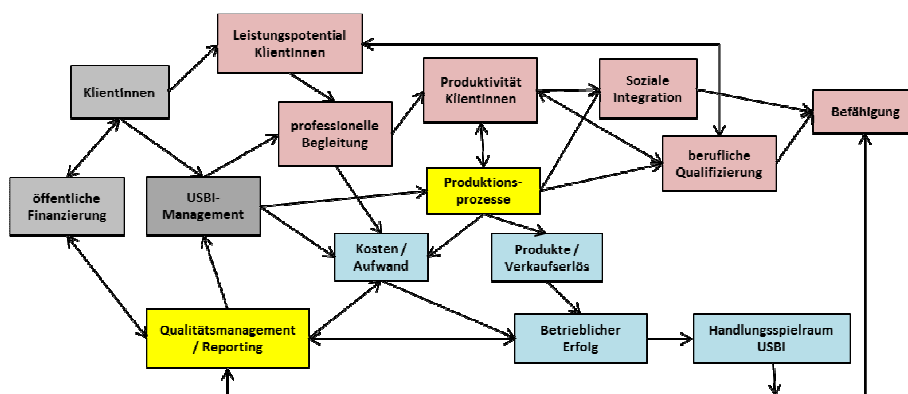 Leistungspotential
KlientInnen
KlientInnen
professionelle
Begleitung
Produktivität
KlientInnen
Soziale
Integration
Befähigung
berufliche
Qualifizierung
öffentliche
Finanzierung
USBI-
Management
Produktions-
prozesse
Kosten /
Aufwand
Produkte /
Verkaufserlös
Qualitätsmanagement
/ Reporting
Betrieblicher
Erfolg
Handlungsspielraum
USBI